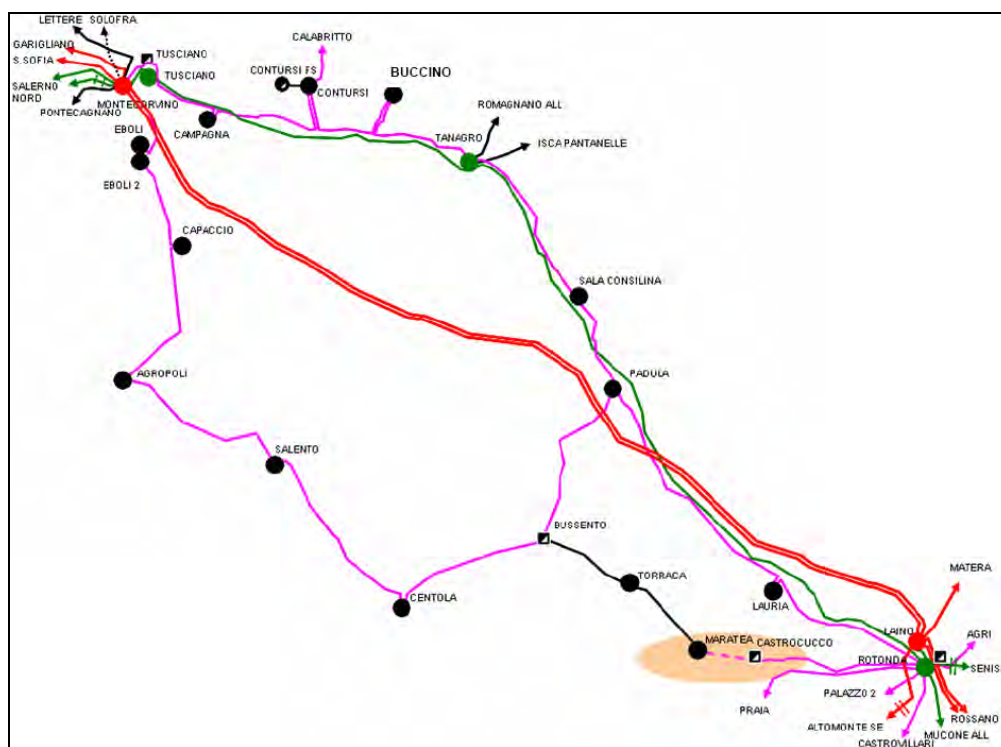 LETTERE SOLOFRA
GARIGLIANO
S.SOFIA
SALERNO
NORD
PONTECAGNANO
MONTECORVINO
TUSCIANO
TUSCIANO
CALABRITTO
CONTURSI FS
CONTURSI
BUCCINO
CAMPAGNA
ROMAGNANO ALL
TANAGRO
ISCA PANTANELLE
EBOLI
EBOLI 2
CAPACCIO
SALA CONSILINA
AGROPOLI
PADULA
SALENTO
BUSSENTO
CENTOLA
TORRACA
LAURIA
MATERA
MARATEA
CASTROCUCCO
LAINO
AGRI
ROTONDA
SENISE
PALAZZO 2
PRAIA
ROSSANO
ALTOMONTE SE
MUCONE ALL
CASTROVILLARI